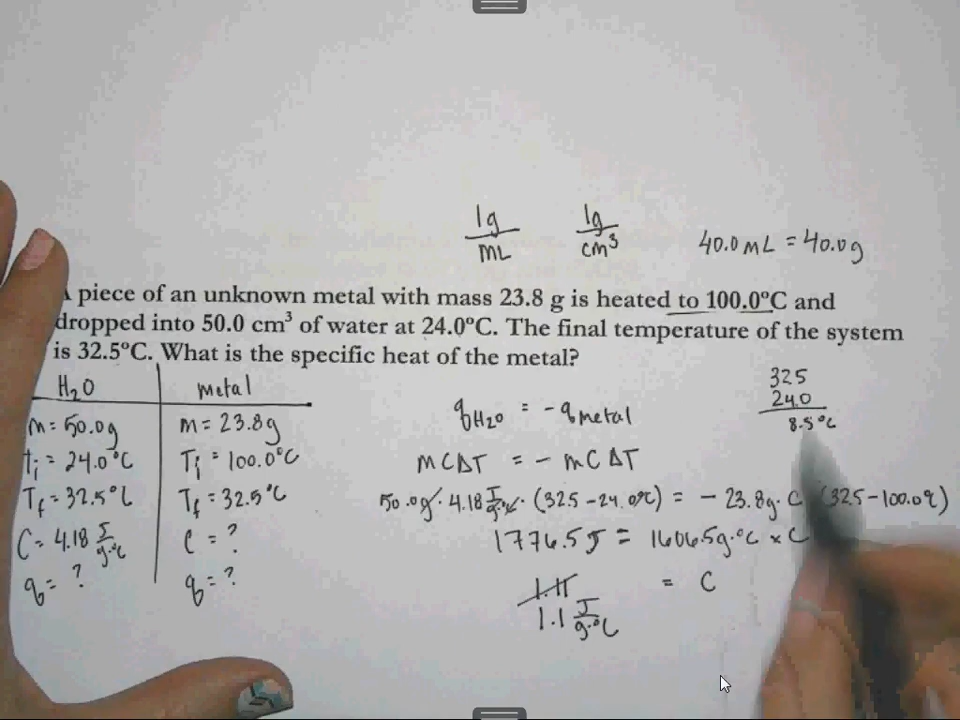 1g 1g
mL cm³ 40.0 mL = 40.0g
piece of an unknown metal with mass 23.8 g is heated to 100.0°C and
dropped into 50.0 cm³ of water at 24.0°C. The final temperature of the system
is 32.5°C. What is the specific heat of the metal?
H₂O metal
m = 50.0g m = 23.8g
Ti = 24.0°C Ti = 100.0°C
Tf = 32.5°C Tf = 32.5°C
C = 4.18 J/g·°C C = ?
q = ? q = ?
325
24.0
8.5°C
qH₂O = - qmetal
mCΔT = - mCΔT
50.0g · 4.18 J/g·°C · (32.5 - 24.0°C) = - 23.8g · C (32.5 - 100.0°C)
1776.5J = 1606.5g·°C × C
= C
1.1 J/g·°C